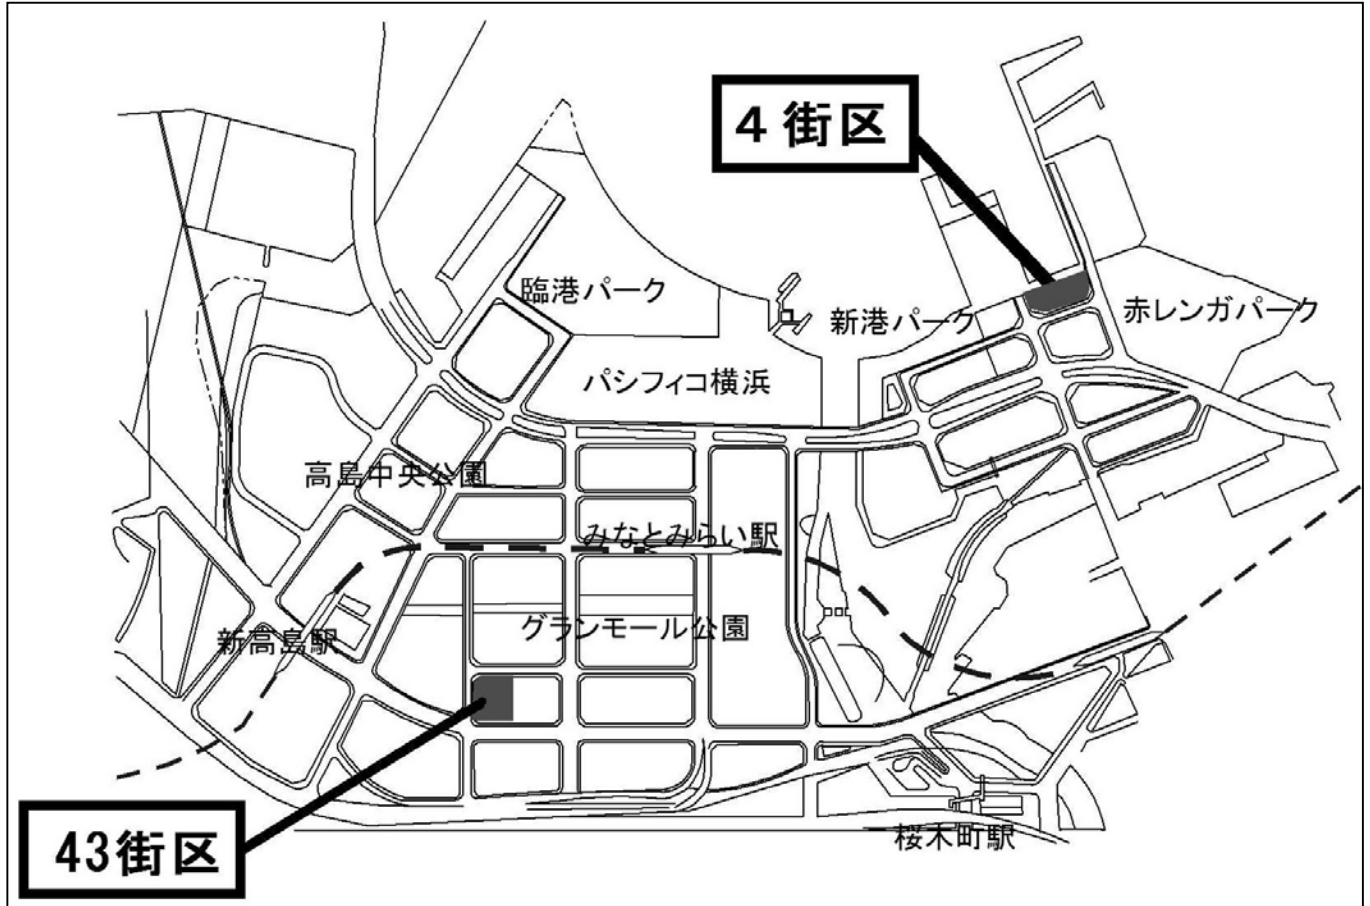 ４街区
臨港パーク
新港パーク
赤レンガパーク
パシフィコ横浜
高島中央公園
みなとみらい駅
グランモール公園
新高島駅
桜木町駅
43街区